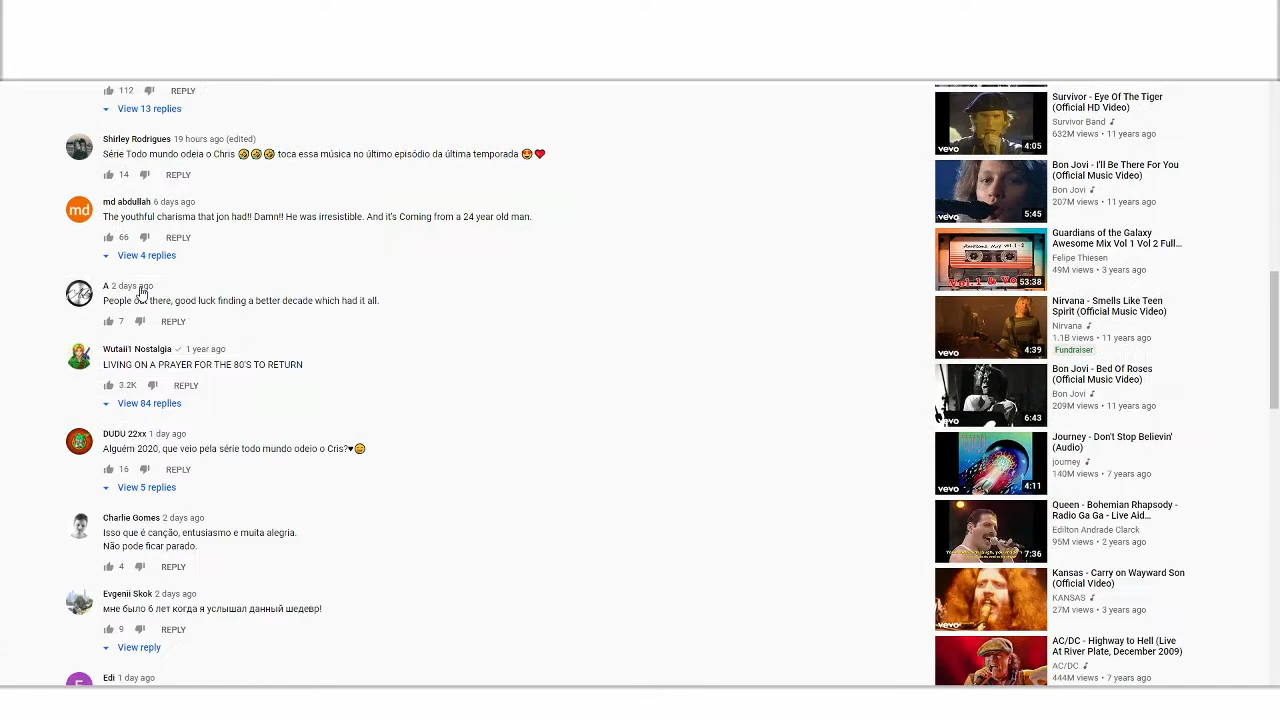 112 REPLY
View 13 replies
Shirley Rodrigues 19 hours ago (edited)
Série Todo mundo odeia o Chris 🤣🤣🤣 toca essa música no último episódio da última temporada 😍❤
14 REPLY
md abdullah 6 days ago
The youthful charisma that jon had!! Damn!! He was irresistible. And it's Coming from a 24 year old man.
66 REPLY
View 4 replies
A 2 days ago
People out there, good luck finding a better decade which had it all.
7 REPLY
Wutaii1 Nostalgia 1 year ago
LIVING ON A PRAYER FOR THE 80'S TO RETURN
3.2K REPLY
View 84 replies
DUDU 22xx 1 day ago
Alguém 2020, que veio pela série todo mundo odeio o Cris?♥😊
16 REPLY
View 5 replies
Charlie Gomes 2 days ago
Isso que é canção, entusiasmo e muita alegria.
Não pode ficar parado.
4 REPLY
Evgenii Skok 2 days ago
мне было 6 лет когда я услышал данный шедевр!
9 REPLY
View reply
Edi 1 day ago
Survivor - Eye Of The Tiger
(Official HD Video)
Survivor Band
632M views • 11 years ago
vevo 4:05
Bon Jovi - I'll Be There For You
(Official Music Video)
Bon Jovi
207M views • 11 years ago
vevo 5:45
Guardians of the Galaxy
Awesome Mix Vol 1 Vol 2 Full...
Felipe Thiesen
49M views • 3 years ago
53:38
Nirvana - Smells Like Teen
Spirit (Official Music Video)
Nirvana
1.1B views • 11 years ago
Fundraiser
vevo 4:39
Bon Jovi - Bed Of Roses
(Official Music Video)
Bon Jovi
209M views • 11 years ago
vevo 6:43
Journey - Don't Stop Believin'
(Audio)
journey
140M views • 7 years ago
vevo 4:11
Queen - Bohemian Rhapsody -
Radio Ga Ga - Live Aid...
Edilton Andrade Clarck
95M views • 2 years ago
7:36
Kansas - Carry on Wayward Son
(Official Video)
KANSAS
27M views • 3 years ago
vevo
AC/DC - Highway to Hell (Live
At River Plate, December 2009)
AC/DC
444M views • 7 years ago